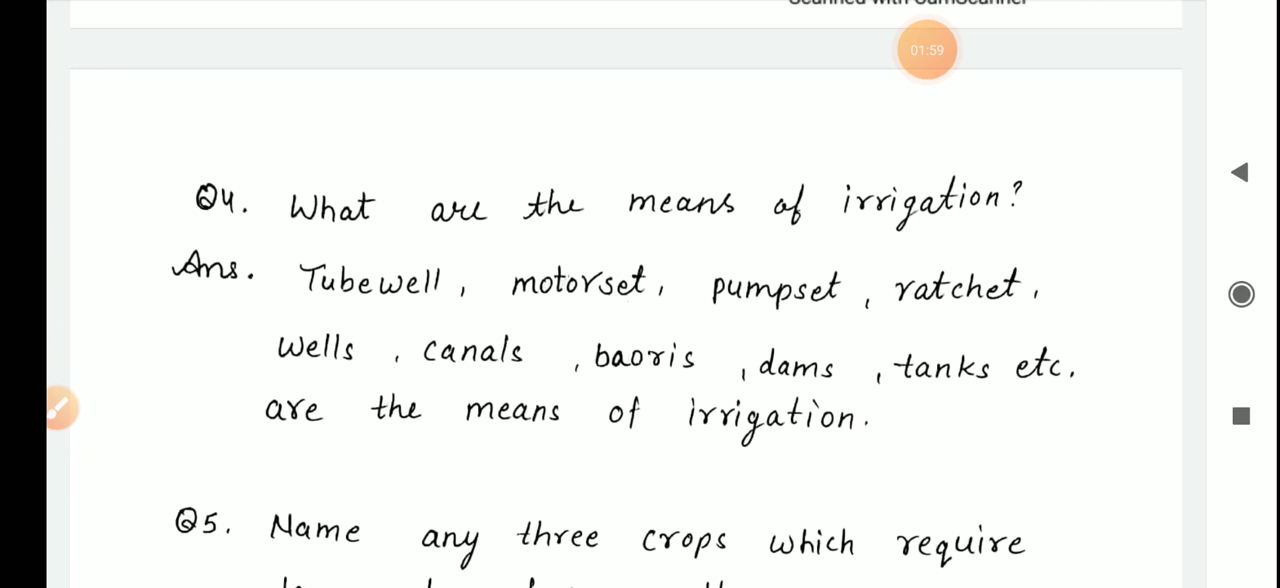 01:59
Q4. What are the means of irrigation?
Ans. Tubewell, motorset, pumpset, ratchet,
wells, canals, baoris, dams, tanks etc.
are the means of irrigation.
Q5. Name any three crops which require